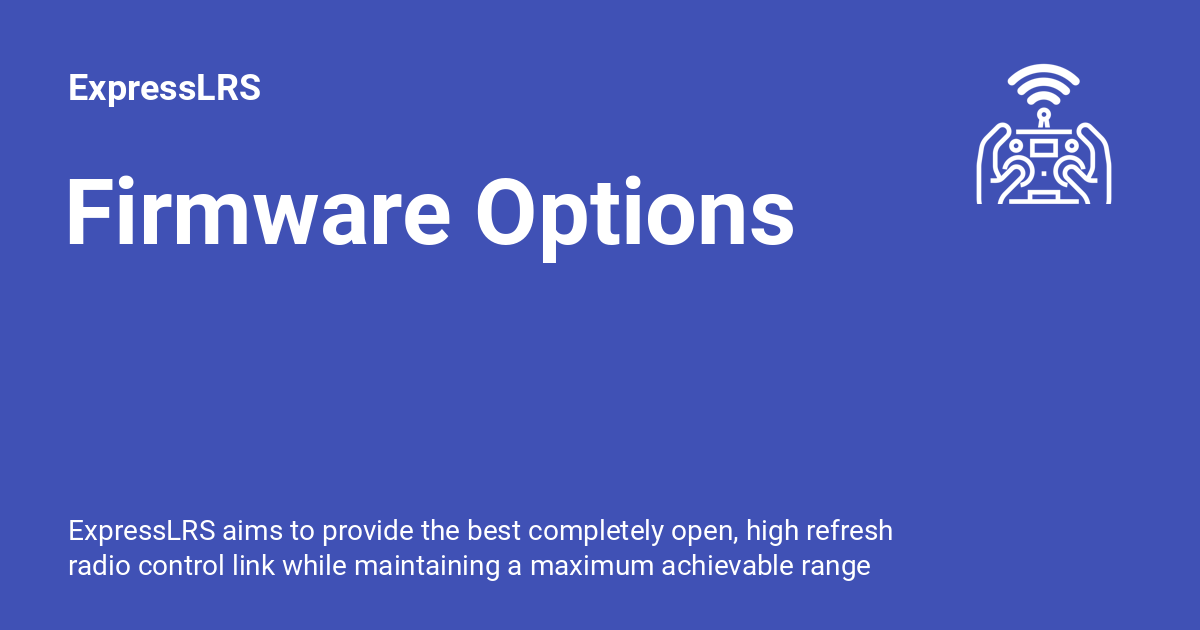 ExpressLRS
Firmware Options
ExpressLRS aims to provide the best completely open, high refresh
radio control link while maintaining a maximum achievable range